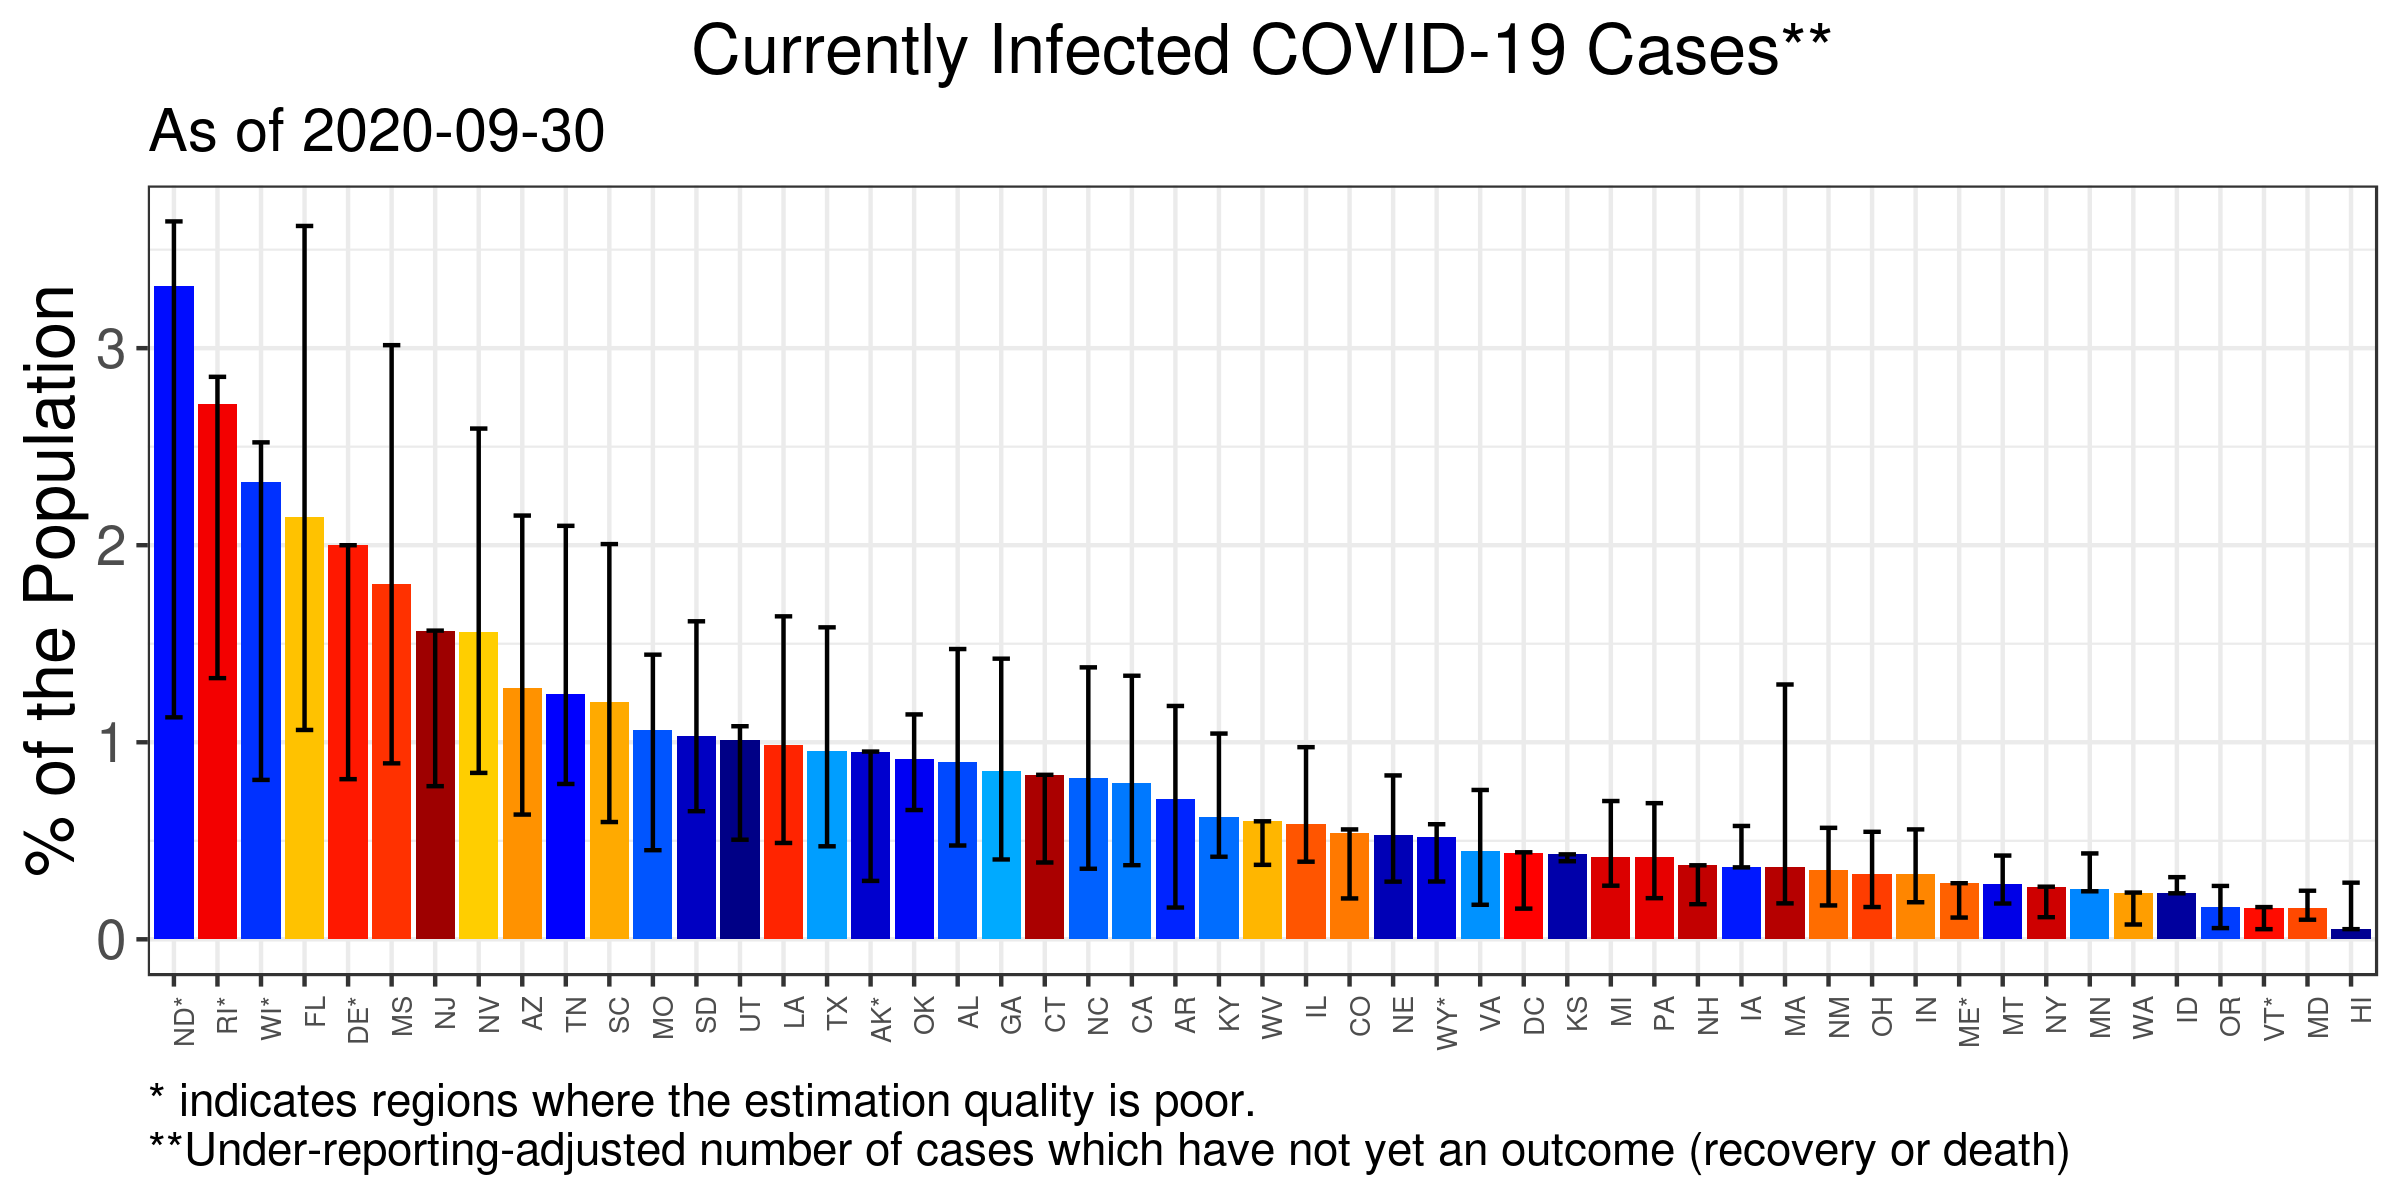 Currently Infected COVID-19 Cases**
As of 2020-09-30
% of the Population
3
2
1
0
ND* RI* WI* FL DE* MS NJ NV AZ TN SC MO SD UT LA TX AK* OK AL GA CT NC CA AR KY WV IL CO NE WY* VA DC KS MI PA NH IA MA NM OH IN ME* MT NY MN WA ID OR VT* MD HI
* indicates regions where the estimation quality is poor.
**Under-reporting-adjusted number of cases which have not yet an outcome (recovery or death)